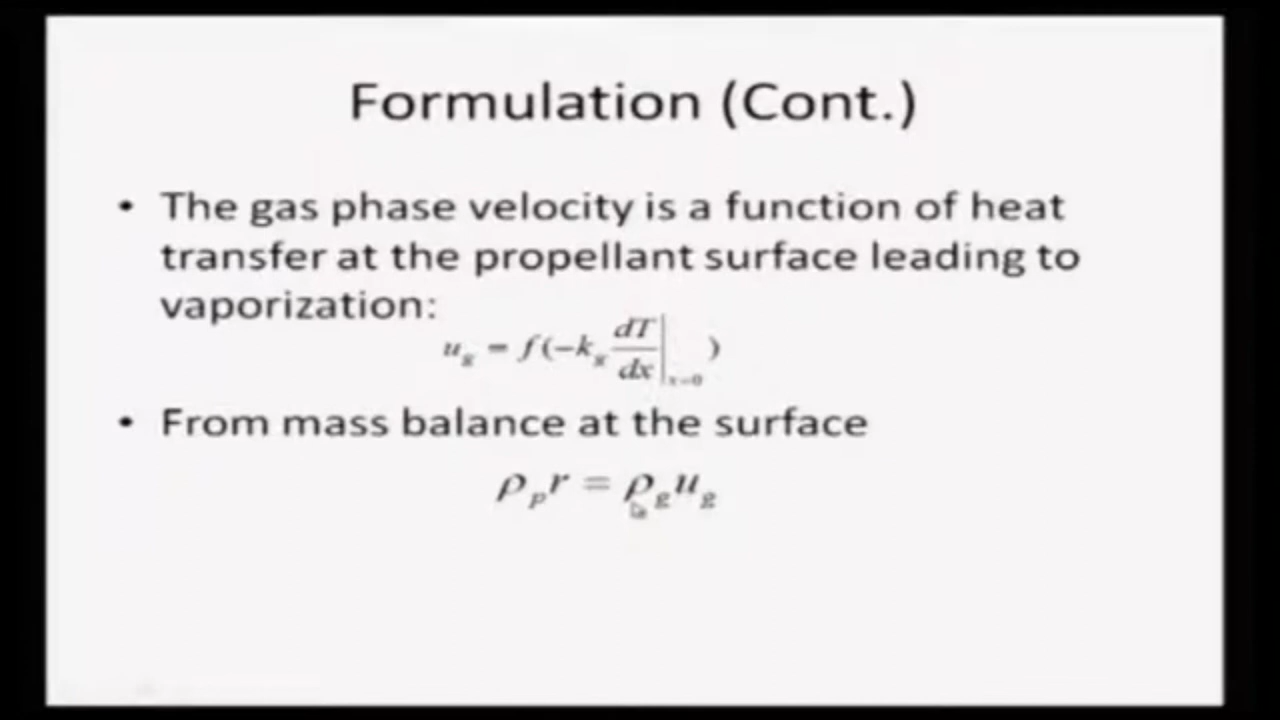 Formulation (Cont.)
• The gas phase velocity is a function of heat
transfer at the propellant surface leading to
vaporization:
u_g = f(-k_g dT/dx|_{x=0})
• From mass balance at the surface
ρ_p r = ρ_g u_g